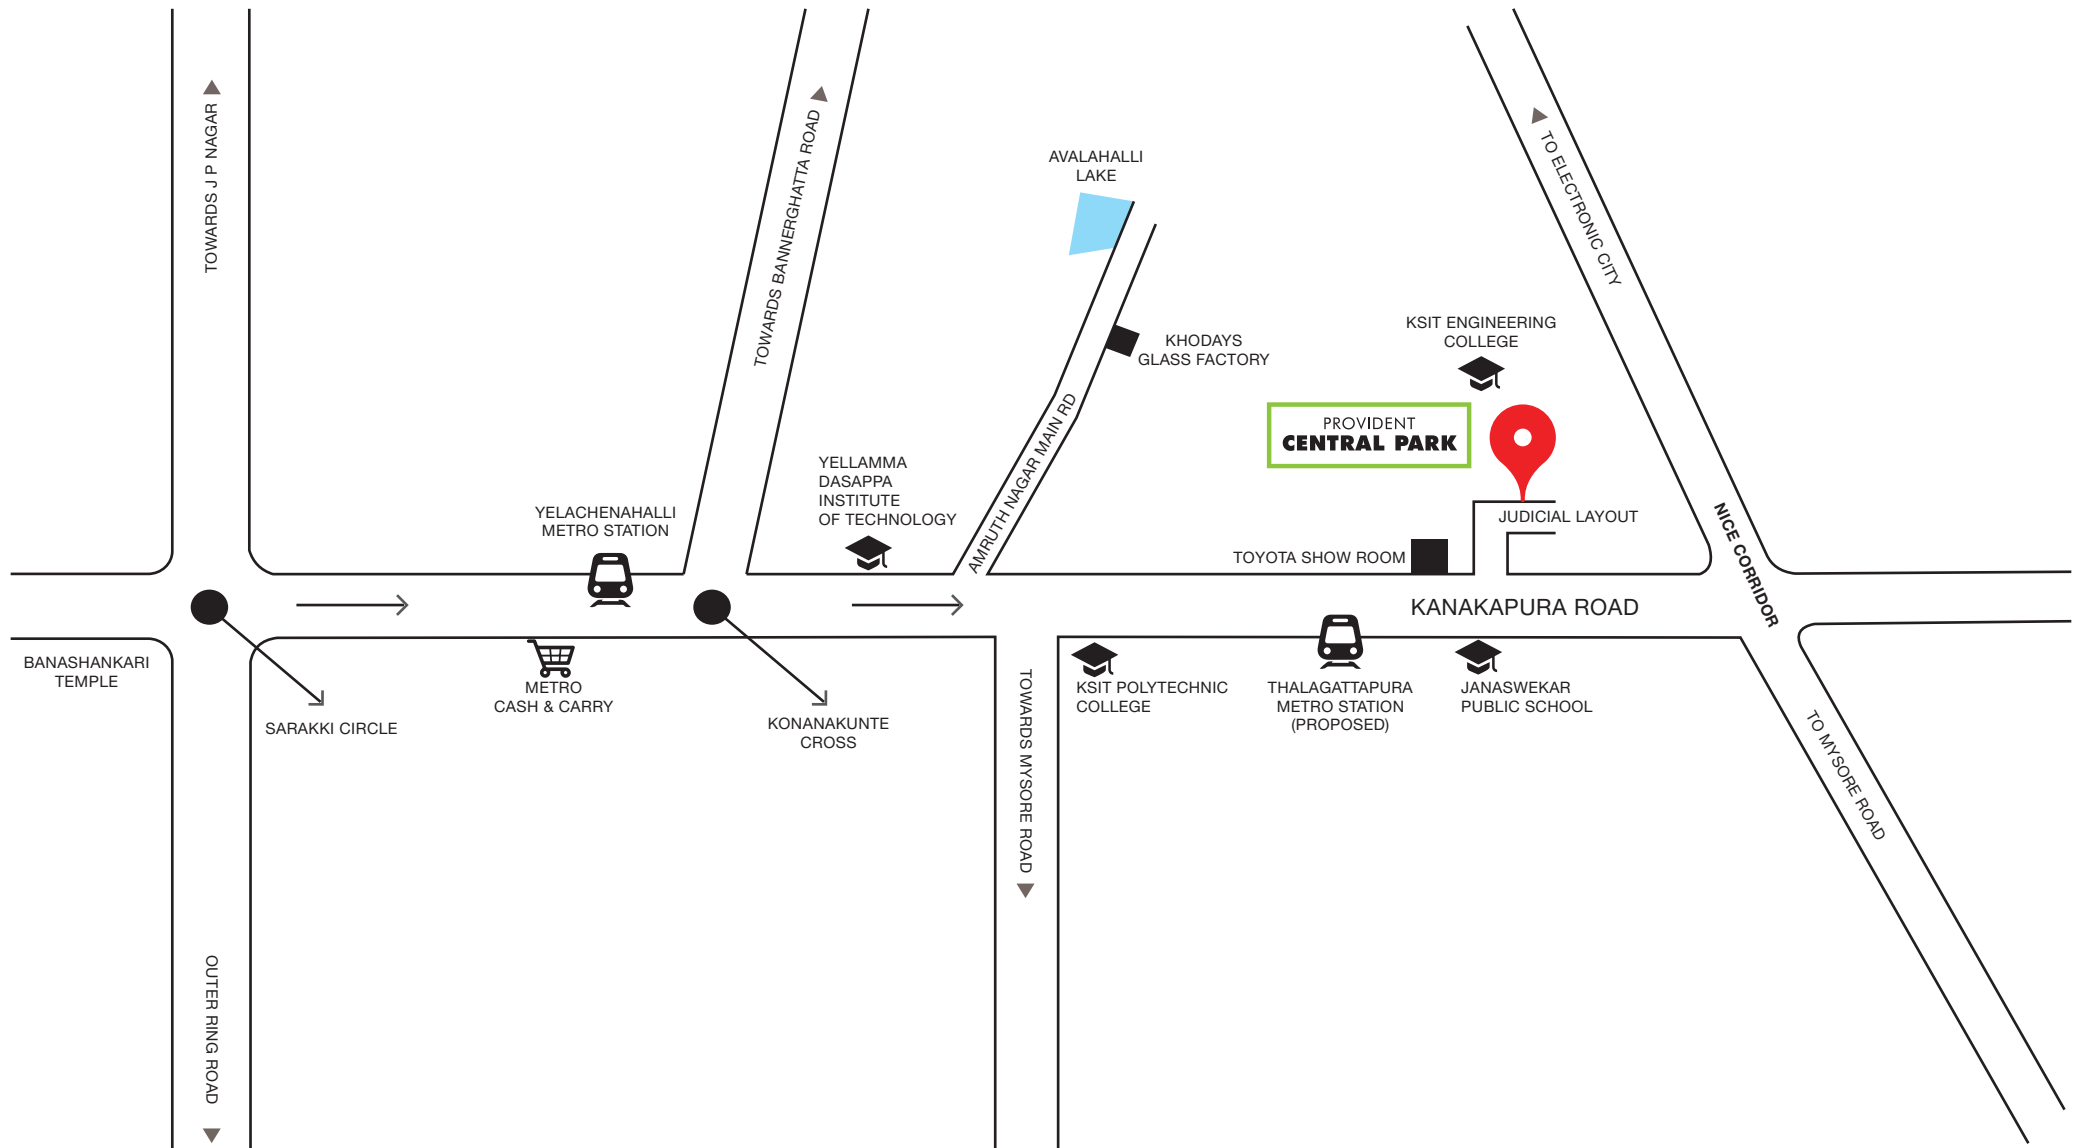 TOWARDS J P NAGAR
TOWARDS BANNERGHATTA ROAD
AVALAHALLI
LAKE
TO ELECTRONIC CITY
KHODAYS
GLASS FACTORY
KSIT ENGINEERING
COLLEGE
PROVIDENT
CENTRAL PARK
AMRUTH NAGAR MAIN RD
YELLAMMA
DASAPPA
INSTITUTE
OF TECHNOLOGY
YELACHENAHALLI
METRO STATION
JUDICIAL LAYOUT
TOYOTA SHOW ROOM
NICE CORRIDOR
KANAKAPURA ROAD
BANASHANKARI
TEMPLE
SARAKKI CIRCLE
METRO
CASH & CARRY
KONANAKUNTE
CROSS
TOWARDS MYSORE ROAD
KSIT POLYTECHNIC
COLLEGE
THALAGATTAPURA
METRO STATION
(PROPOSED)
JANASWEKAR
PUBLIC SCHOOL
TO MYSORE ROAD
OUTER RING ROAD